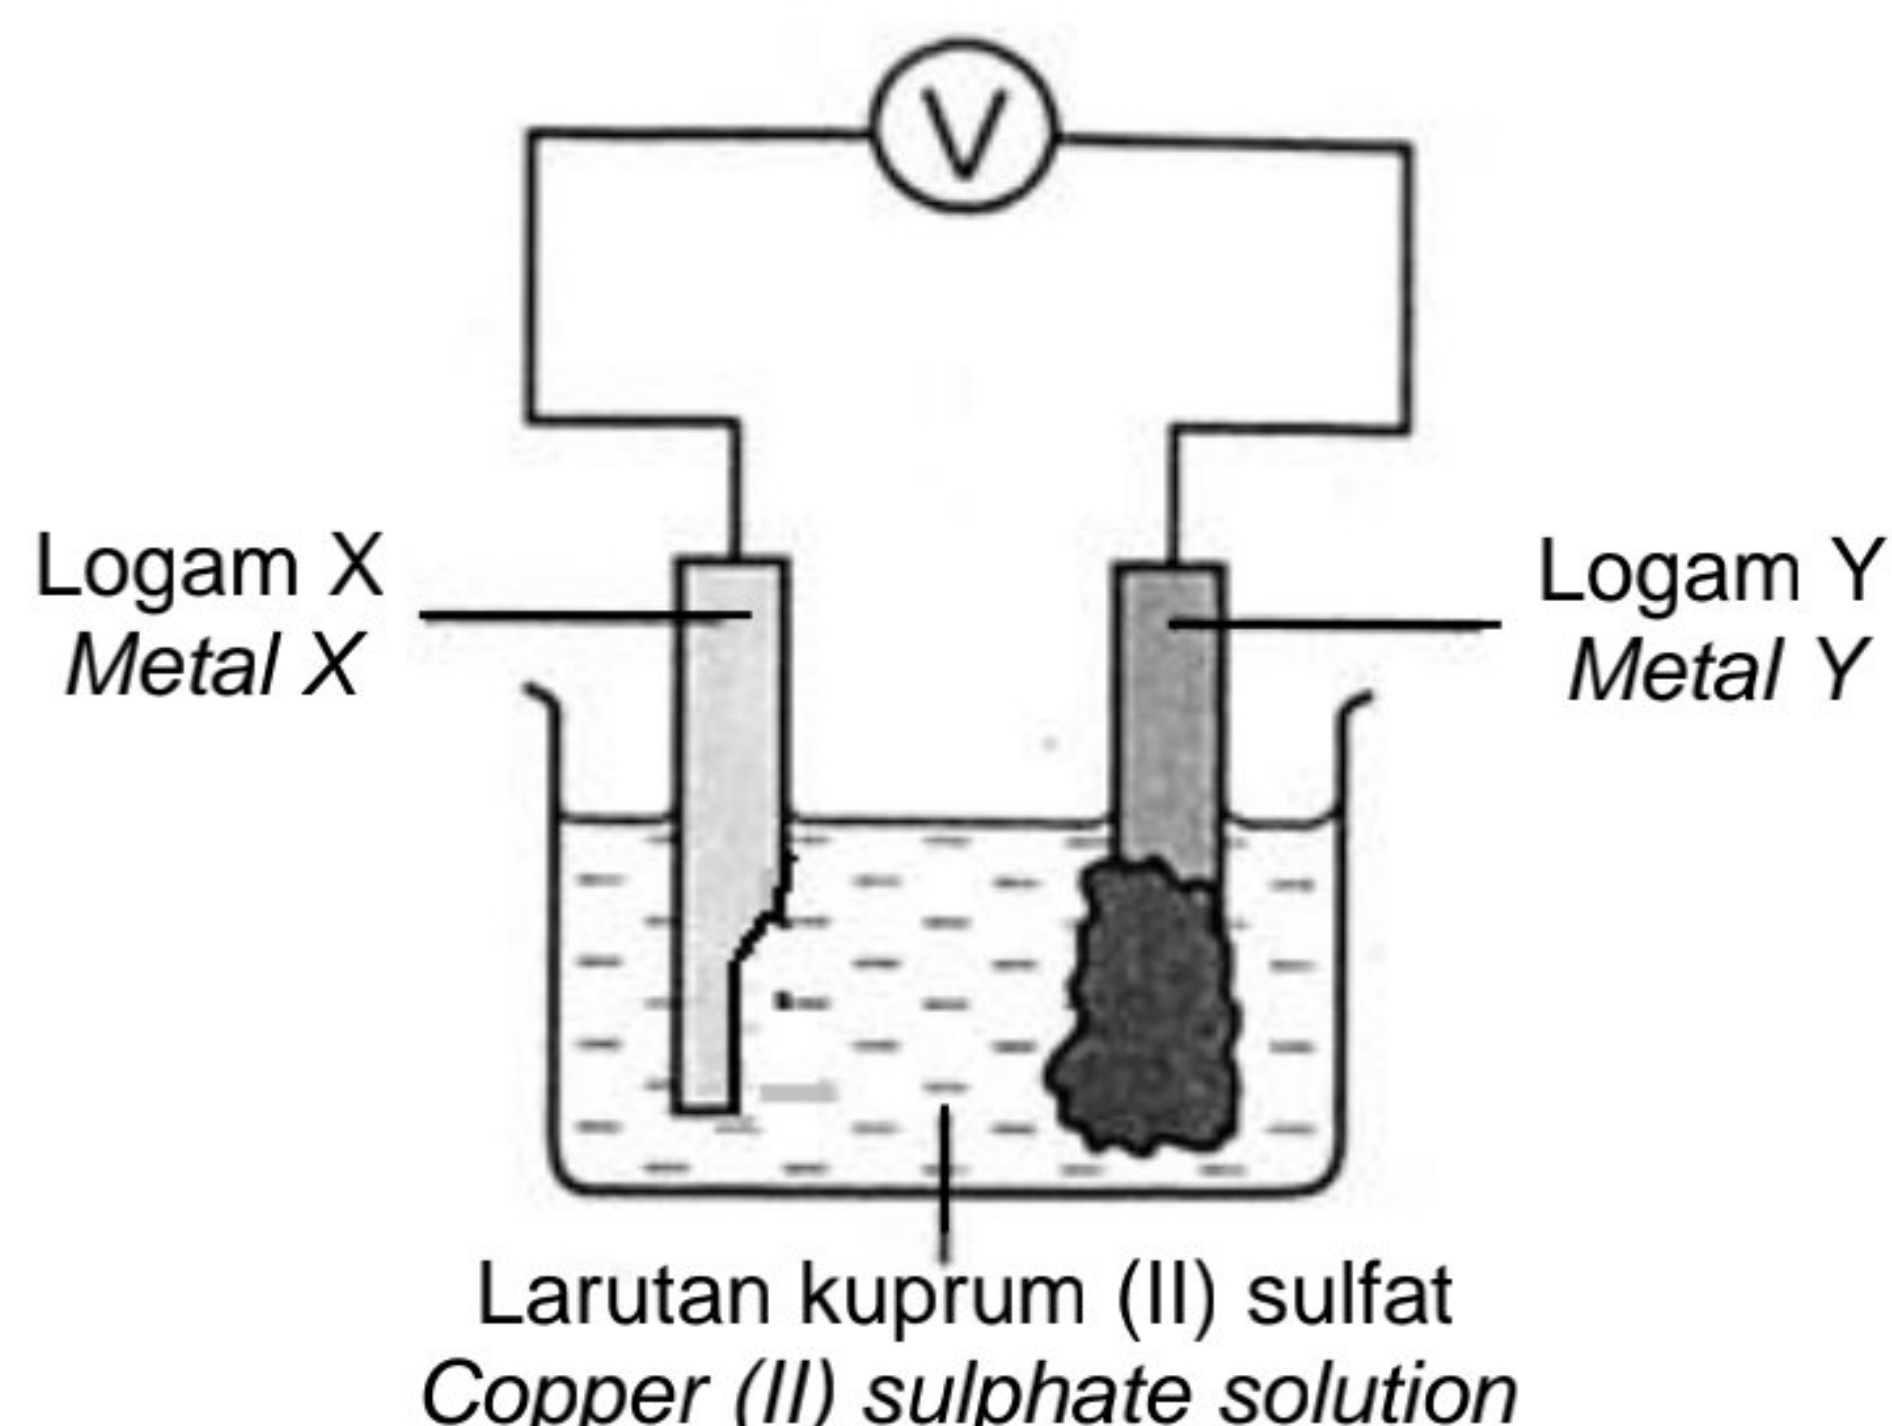 V
Logam X
Metal X
Logam Y
Metal Y
Larutan kuprum (II) sulfat
Copper (II) sulphate solution